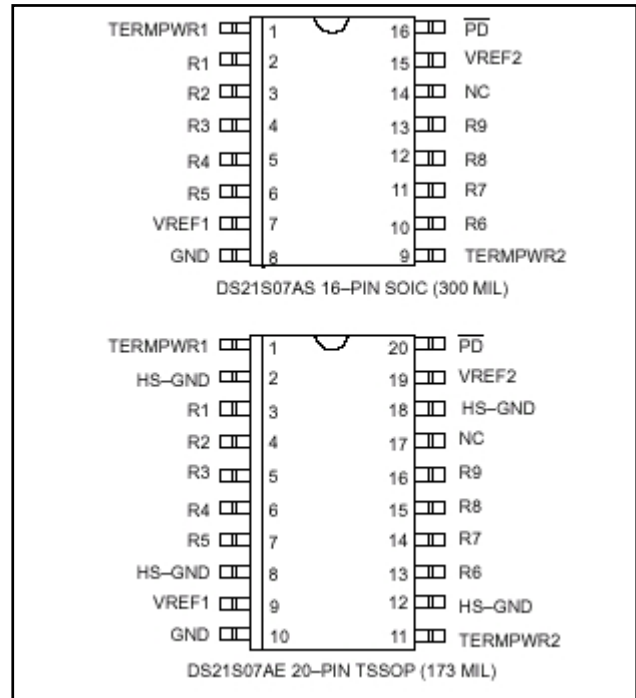 TERMPWR1 1 16 P̅D̅
R1 2 15 VREF2
R2 3 14 NC
R3 4 13 R9
R4 5 12 R8
R5 6 11 R7
VREF1 7 10 R6
GND 8 9 TERMPWR2
DS21S07AS 16–PIN SOIC (300 MIL)
TERMPWR1 1 20 P̅D̅
HS–GND 2 19 VREF2
R1 3 18 HS–GND
R2 4 17 NC
R3 5 16 R9
R4 6 15 R8
R5 7 14 R7
HS–GND 8 13 R6
VREF1 9 12 HS–GND
GND 10 11 TERMPWR2
DS21S07AE 20–PIN TSSOP (173 MIL)